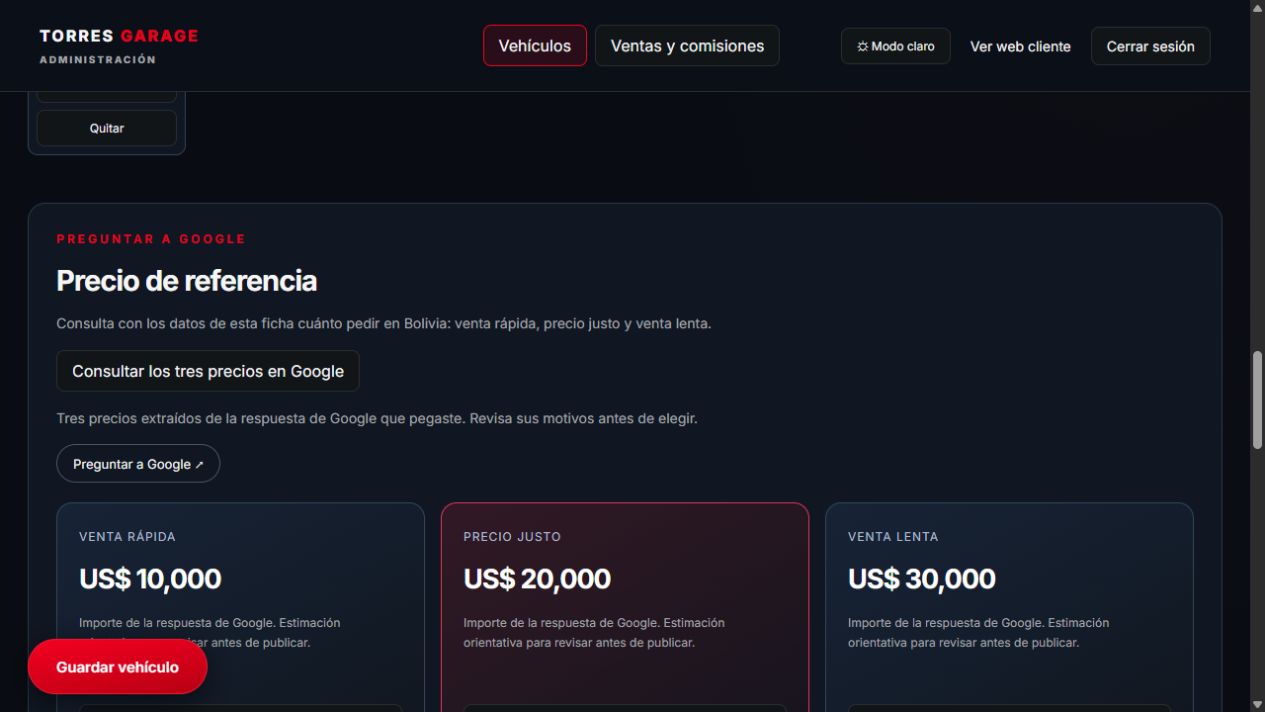 TORRES GARAGE
ADMINISTRACIÓN
Vehículos
Ventas y comisiones
Modo claro
Ver web cliente
Cerrar sesión
Quitar
PREGUNTAR A GOOGLE
Precio de referencia
Consulta con los datos de esta ficha cuánto pedir en Bolivia: venta rápida, precio justo y venta lenta.
Consultar los tres precios en Google
Tres precios extraídos de la respuesta de Google que pegaste. Revisa sus motivos antes de elegir.
Preguntar a Google ↗
VENTA RÁPIDA
US$ 10,000
Importe de la respuesta de Google. Estimación
isar antes de publicar.
PRECIO JUSTO
US$ 20,000
Importe de la respuesta de Google. Estimación
orientativa para revisar antes de publicar.
VENTA LENTA
US$ 30,000
Importe de la respuesta de Google. Estimación
orientativa para revisar antes de publicar.
Guardar vehículo